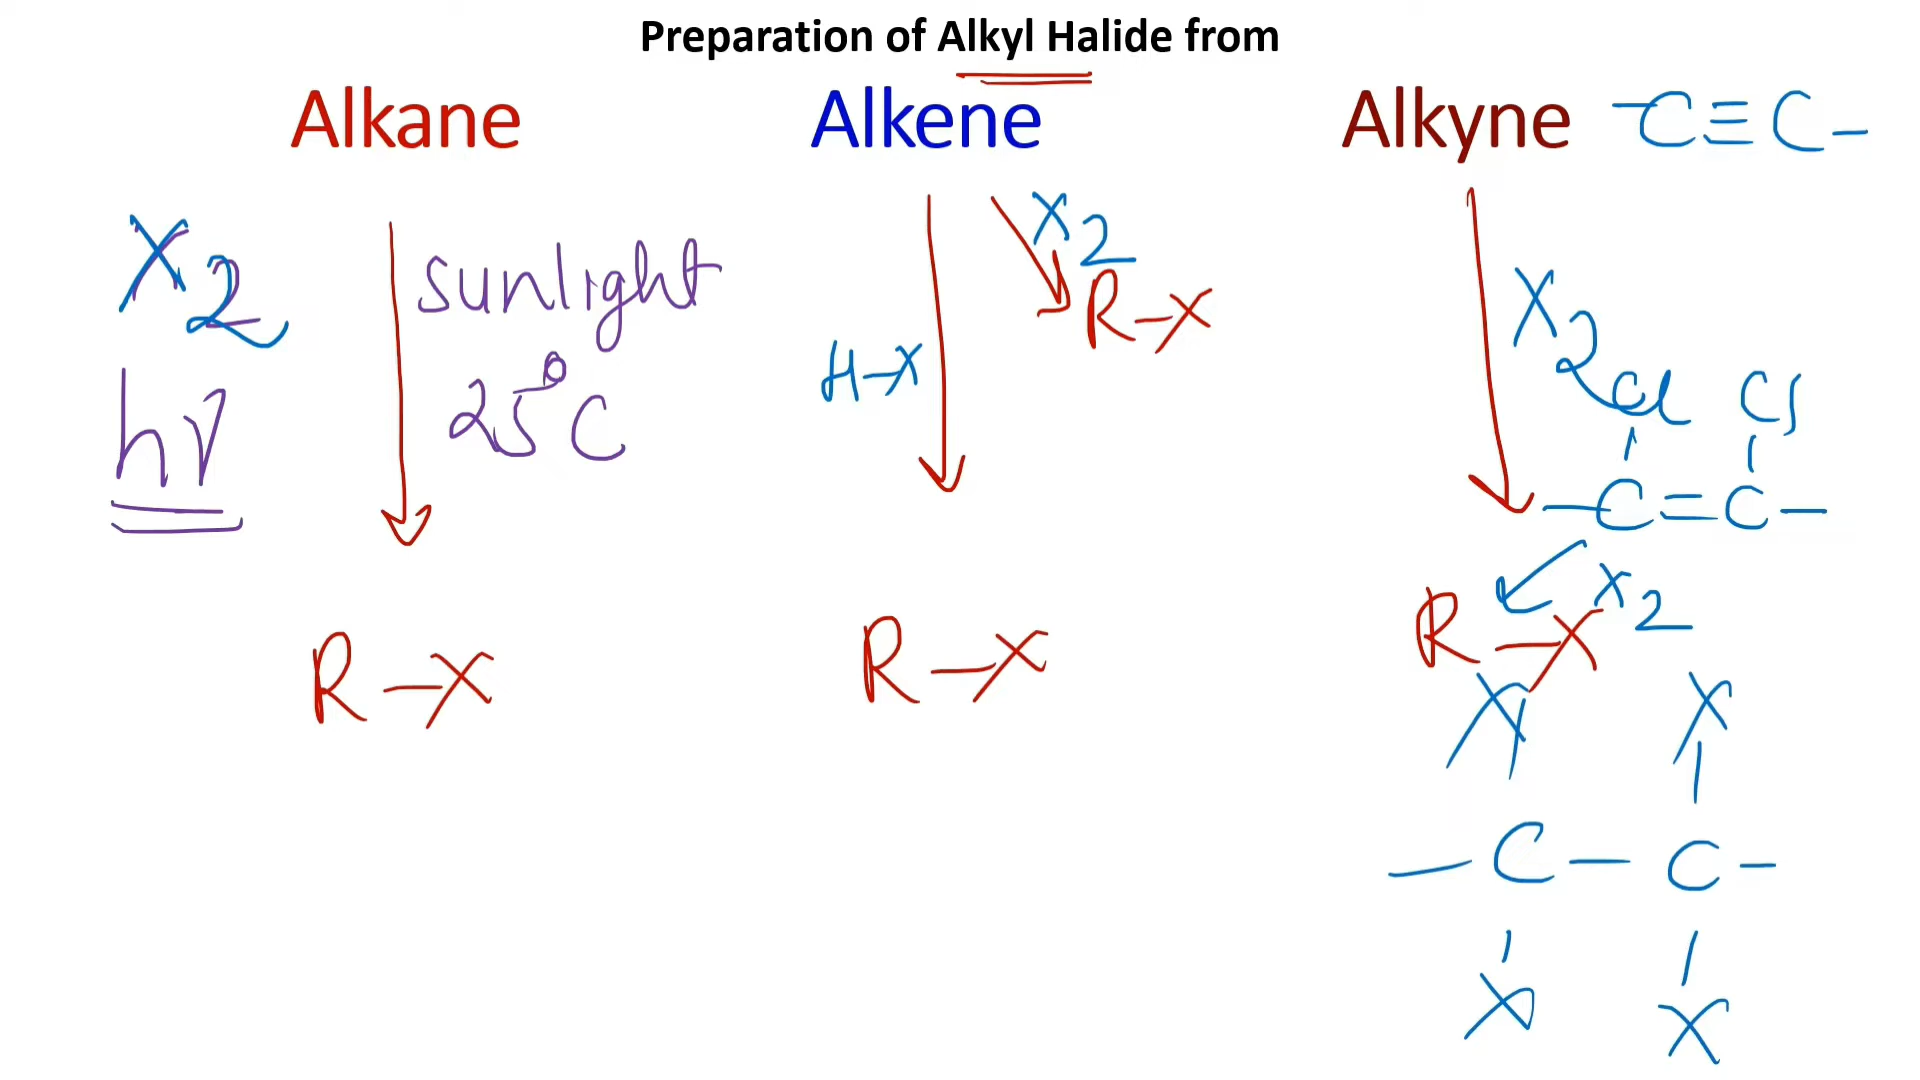 Preparation of Alkyl Halide from
Alkane
Alkene
Alkyne —C≡C—
X2
hν
sunlight
25°C
R—X
H—X
X2
R—X
R—X
X2
Cl Cl
—C=C—
X2
R—X
X X
—C—C—
X X